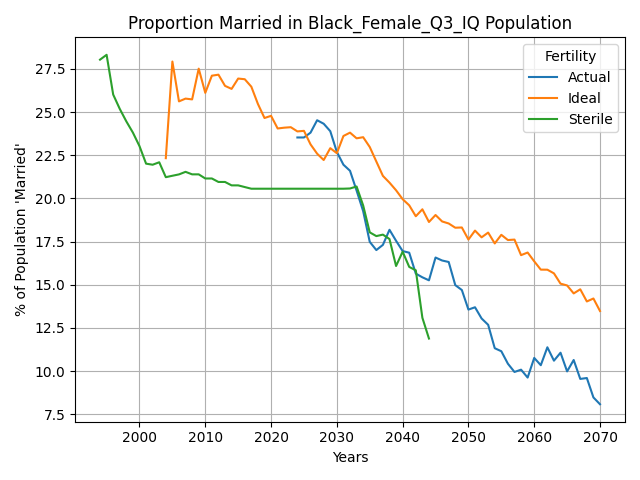 Proportion Married in Black_Female_Q3_IQ Population
Fertility
Actual
Ideal
Sterile
% of Population 'Married'
27.5
25.0
22.5
20.0
17.5
15.0
12.5
10.0
7.5
2000 2010 2020 2030 2040 2050 2060 2070
Years